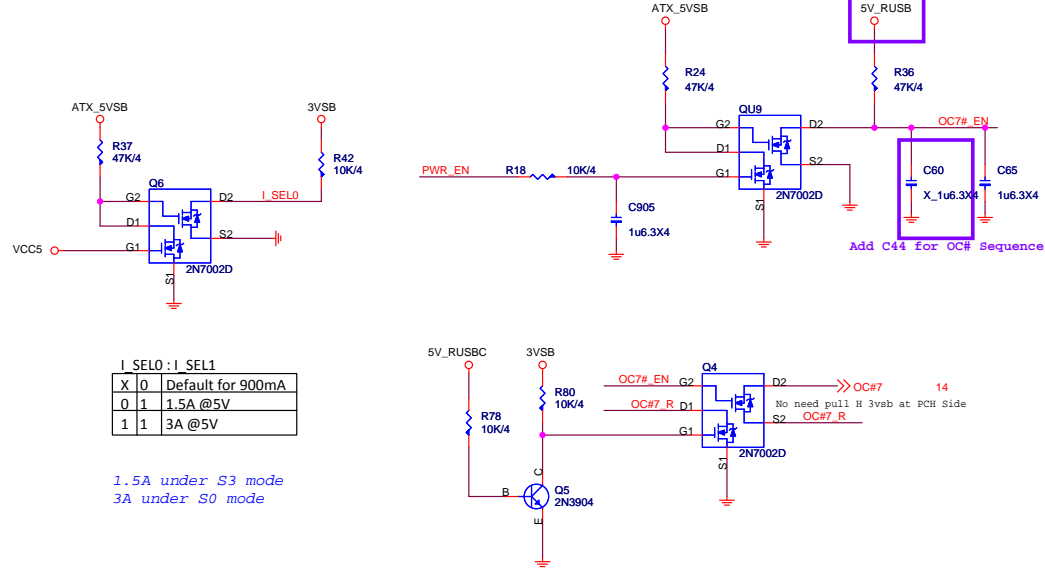 ATX_5VSB
5V_RUSB
R24
47K/4
R36
47K/4
QU9
G2
D2
OC7#_EN
D1
S2
G1
S1
2N7002D
PWR_EN
R18
10K/4
C905
1u6.3X4
C60
X_1u6.3X4
C65
1u6.3X4
Add C44 for OC# Sequence
ATX_5VSB
3VSB
R37
47K/4
R42
10K/4
Q6
G2
D2
I_SEL0
D1
S2
VCC5
G1
S1
2N7002D
I_SEL0 : I_SEL1
X 0 Default for 900mA
0 1 1.5A @5V
1 1 3A @5V
1.5A under S3 mode
3A under S0 mode
5V_RUSBC
3VSB
R78
10K/4
R80
10K/4
B
C
E
Q5
2N3904
Q4
OC7#_EN
G2
D2
OC#7
14
No need pull H 3vsb at PCH Side
OC#7_R
D1
S2
OC#7_R
G1
S1
2N7002D